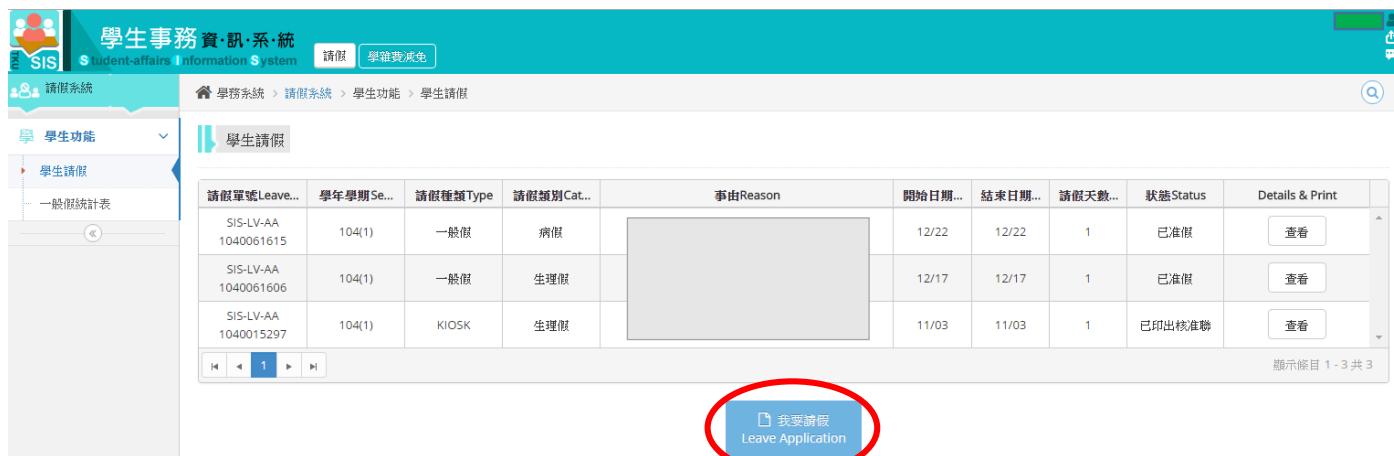 學生事務 資·訊·系·統
Student-affairs Information System
請假
學雜費減免
TKU
SIS
請假系統
學務系統 > 請假系統 > 學生功能 > 學生請假
學 學生功能
學生請假
一般假統計表
學生請假
請假單號Leave... 學年學期Se... 請假種類Type 請假類別Cat... 事由Reason 開始日期... 結束日期... 請假天數... 狀態Status Details & Print
SIS-LV-AA
1040061615 104(1) 一般假 病假 12/22 12/22 1 已准假 查看
SIS-LV-AA
1040061606 104(1) 一般假 生理假 12/17 12/17 1 已准假 查看
SIS-LV-AA
1040015297 104(1) KIOSK 生理假 11/03 11/03 1 已印出核准聯 查看
1
顯示條目 1 - 3 共 3
我要請假
Leave Application